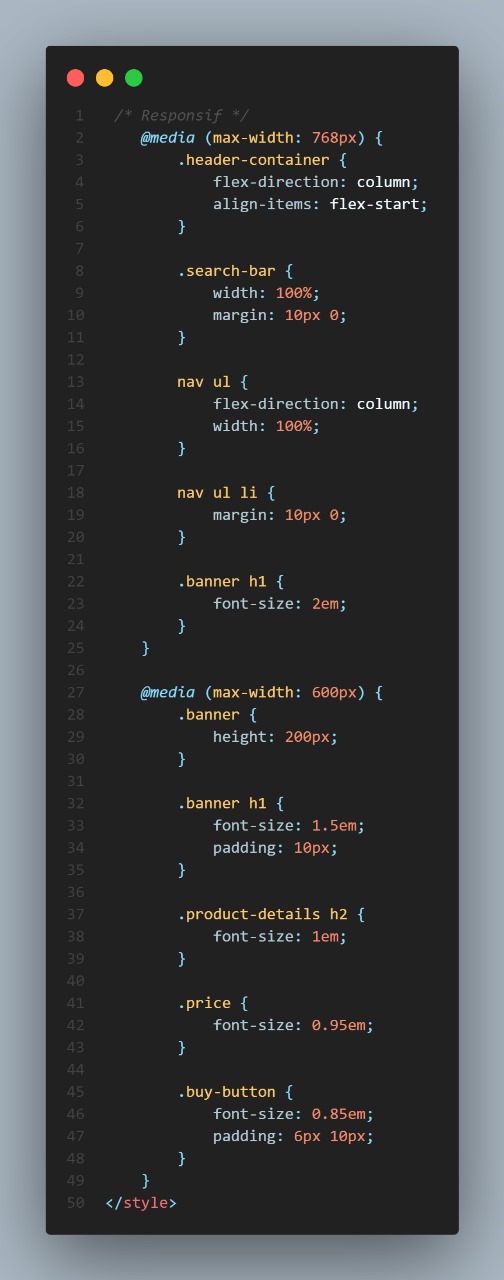 1 /* Responsif */
2 @media (max-width: 768px) {
3 .header-container {
4 flex-direction: column;
5 align-items: flex-start;
6 }
7
8 .search-bar {
9 width: 100%;
10 margin: 10px 0;
11 }
12
13 nav ul {
14 flex-direction: column;
15 width: 100%;
16 }
17
18 nav ul li {
19 margin: 10px 0;
20 }
21
22 .banner h1 {
23 font-size: 2em;
24 }
25 }
26
27 @media (max-width: 600px) {
28 .banner {
29 height: 200px;
30 }
31
32 .banner h1 {
33 font-size: 1.5em;
34 padding: 10px;
35 }
36
37 .product-details h2 {
38 font-size: 1em;
39 }
40
41 .price {
42 font-size: 0.95em;
43 }
44
45 .buy-button {
46 font-size: 0.85em;
47 padding: 6px 10px;
48 }
49 }
50 </style>